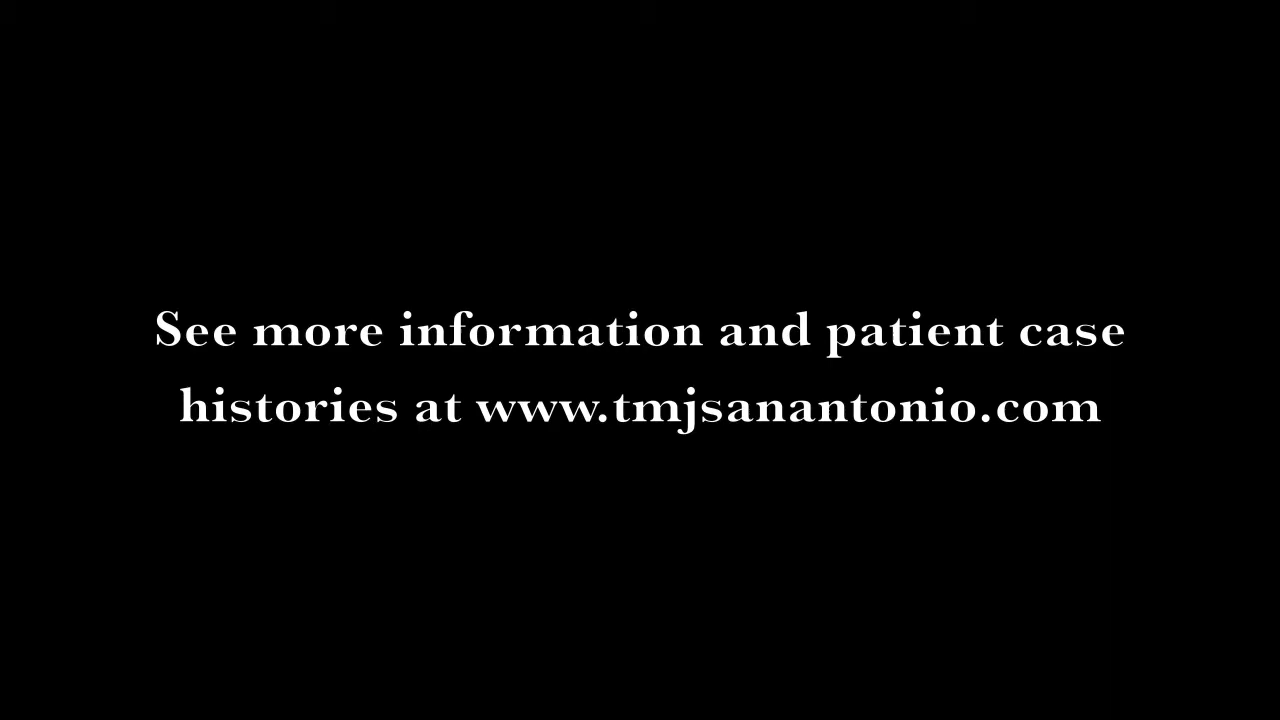 See more information and patient case
histories at www.tmjsanantonio.com